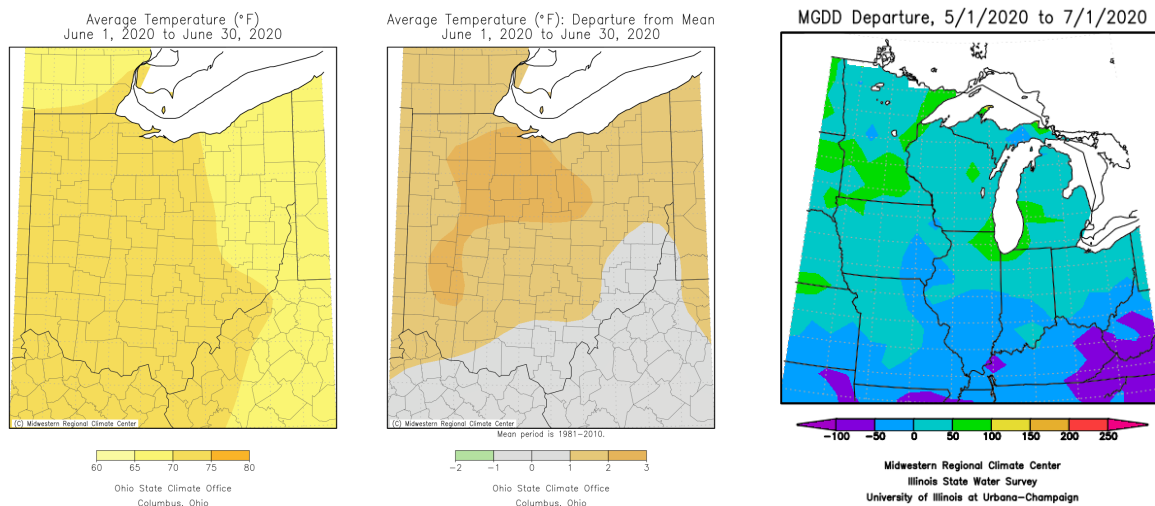 Average Temperature (°F)
June 1, 2020 to June 30, 2020
(C) Midwestern Regional Climate Center
60 65 70 75 80
Ohio State Climate Office
Columbus, Ohio
Average Temperature (°F): Departure from Mean
June 1, 2020 to June 30, 2020
(C) Midwestern Regional Climate Center
Mean period is 1981-2010.
-2 -1 0 1 2 3
Ohio State Climate Office
Columbus, Ohio
MGDD Departure, 5/1/2020 to 7/1/2020
-100 -50 0 50 100 150 200 250
Midwestern Regional Climate Center
Illinois State Water Survey
University of Illinois at Urbana-Champaign